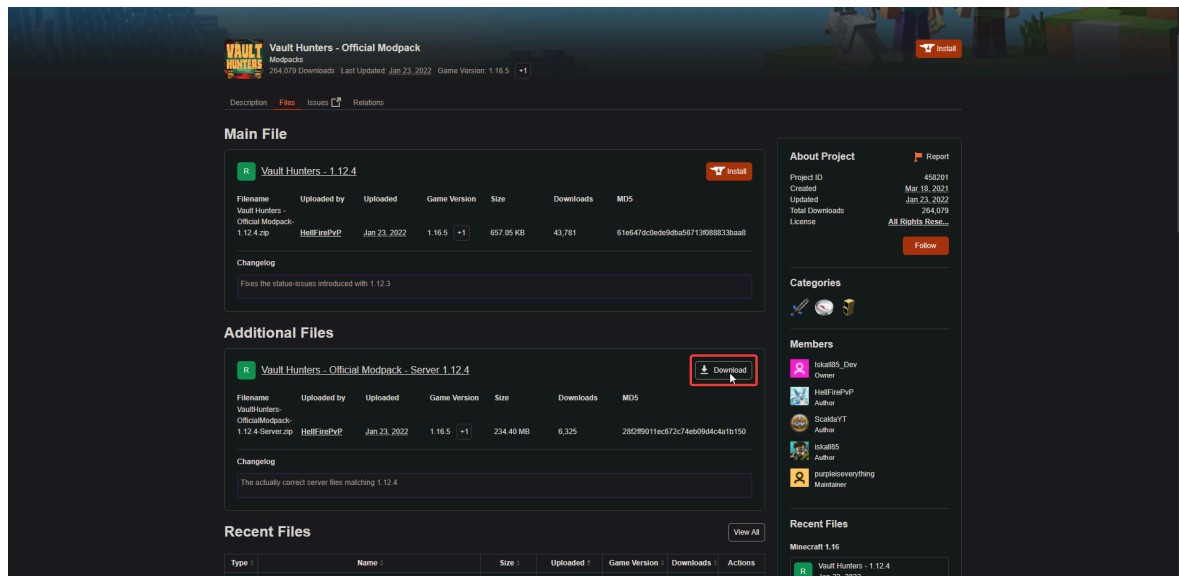 VAULT HUNTERS
Vault Hunters - Official Modpack
Modpacks
264,079 Downloads Last Updated: Jan 23, 2022 Game Version: 1.16.5 +1
Install
Description Files Issues Relations
Main File
R Vault Hunters - 1.12.4
Install
Filename Uploaded by Uploaded Game Version Size Downloads MD5
Vault Hunters -
Official Modpack-
1.12.4.zip HellFirePvP Jan 23, 2022 1.16.5 +1 657.05 KB 43,781 61e647dc0ede9dba56713f088833baa8
Changelog
Fixes the statue-issues introduced with 1.12.3
Additional Files
R Vault Hunters - Official Modpack - Server 1.12.4
Download
Filename Uploaded by Uploaded Game Version Size Downloads MD5
VaultHunters-
OfficialModpack-
1.12.4-Server.zip HellFirePvP Jan 23, 2022 1.16.5 +1 234.40 MB 6,325 28f2ff9011ec672c74eb09d4c4a1b150
Changelog
The actually correct server files matching 1.12.4
Recent Files
View All
Type Name Size Uploaded Game Version Downloads Actions
About Project
Report
Project ID 458201
Created Mar 18, 2021
Updated Jan 23, 2022
Total Downloads 264,079
License All Rights Rese...
Follow
Categories
Members
Iskall85_Dev
Owner
HellFirePvP
Author
ScaldaYT
Author
iskall85
Author
purpleiseverything
Maintainer
Recent Files
Minecraft 1.16
R Vault Hunters - 1.12.4
Jan 23, 2022